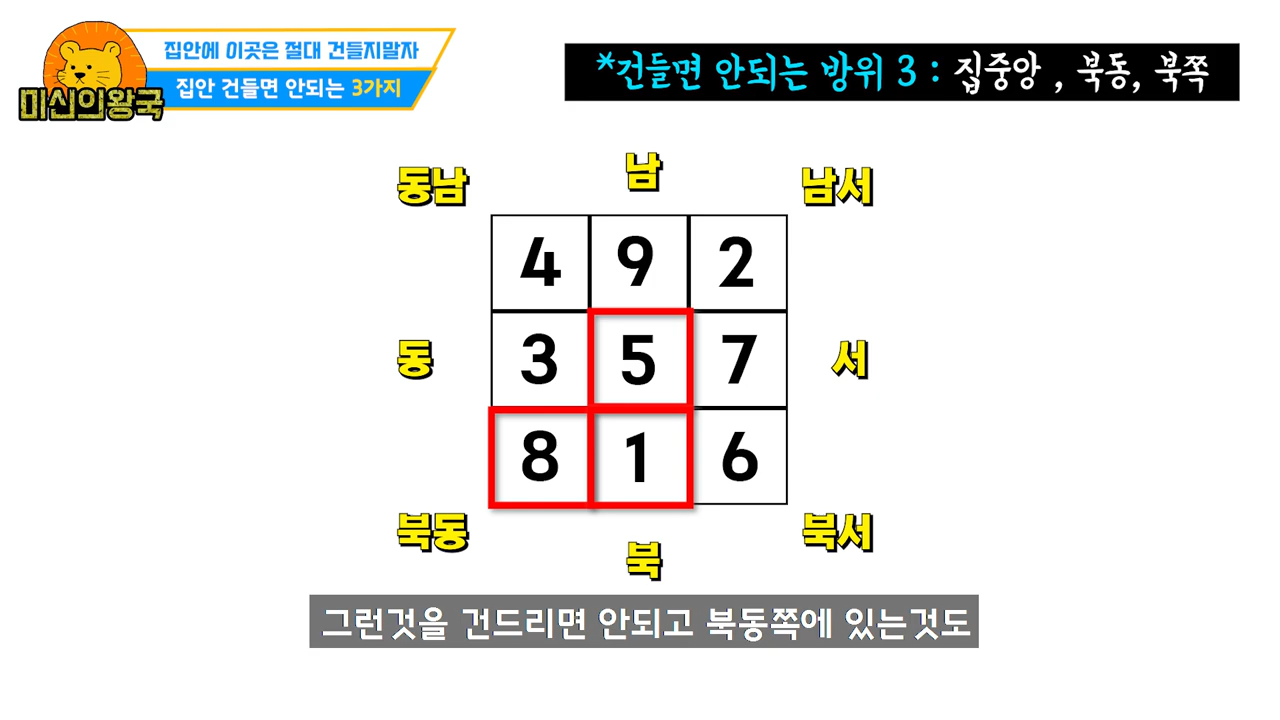 집안에 이곳은 절대 건들지말자
집안 건들면 안되는 3가지
미신의왕국
*건들면 안되는 방위 3 : 집중앙 , 북동, 북쪽
동남 남 남서
4 9 2
동 3 5 7 서
8 1 6
북동 북 북서
그런것을 건드리면 안되고 북동쪽에 있는것도